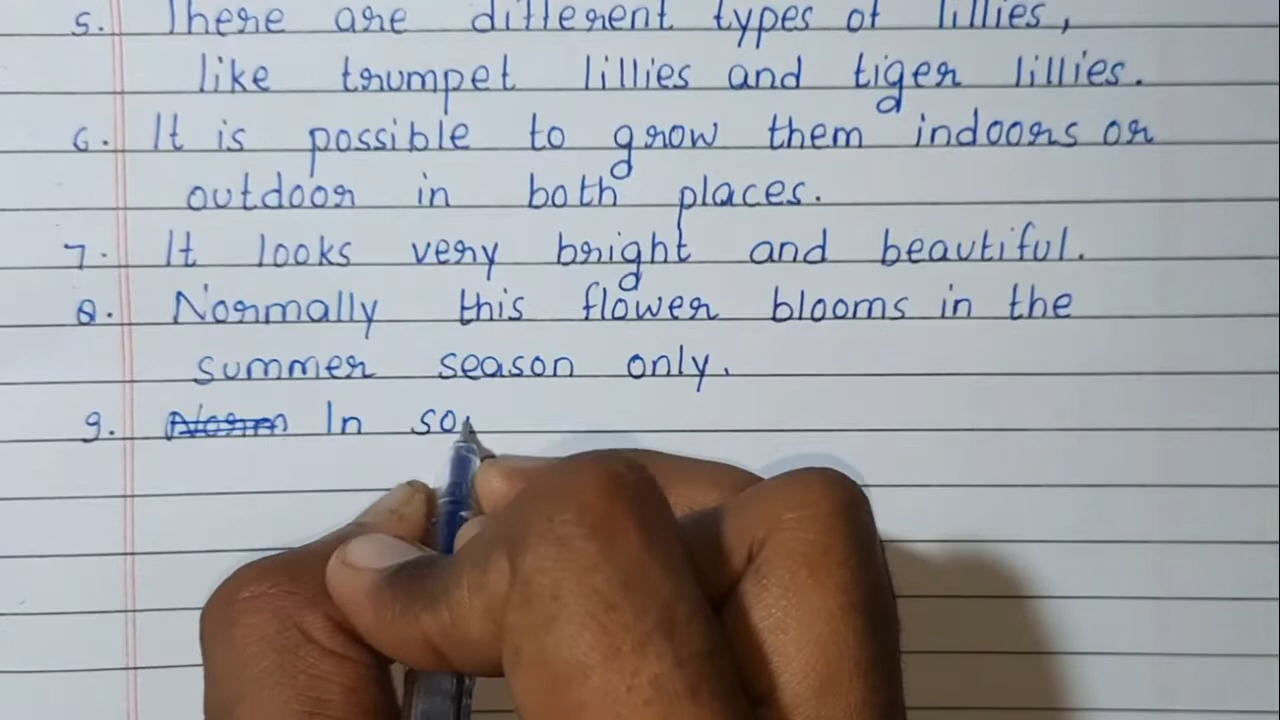 5. There are different types of lillies,
like trumpet lillies and tiger lillies.
6. It is possible to grow them indoors or
outdoor in both places.
7. It looks very bright and beautiful.
8. Normally this flower blooms in the
summer season only.
9. In so